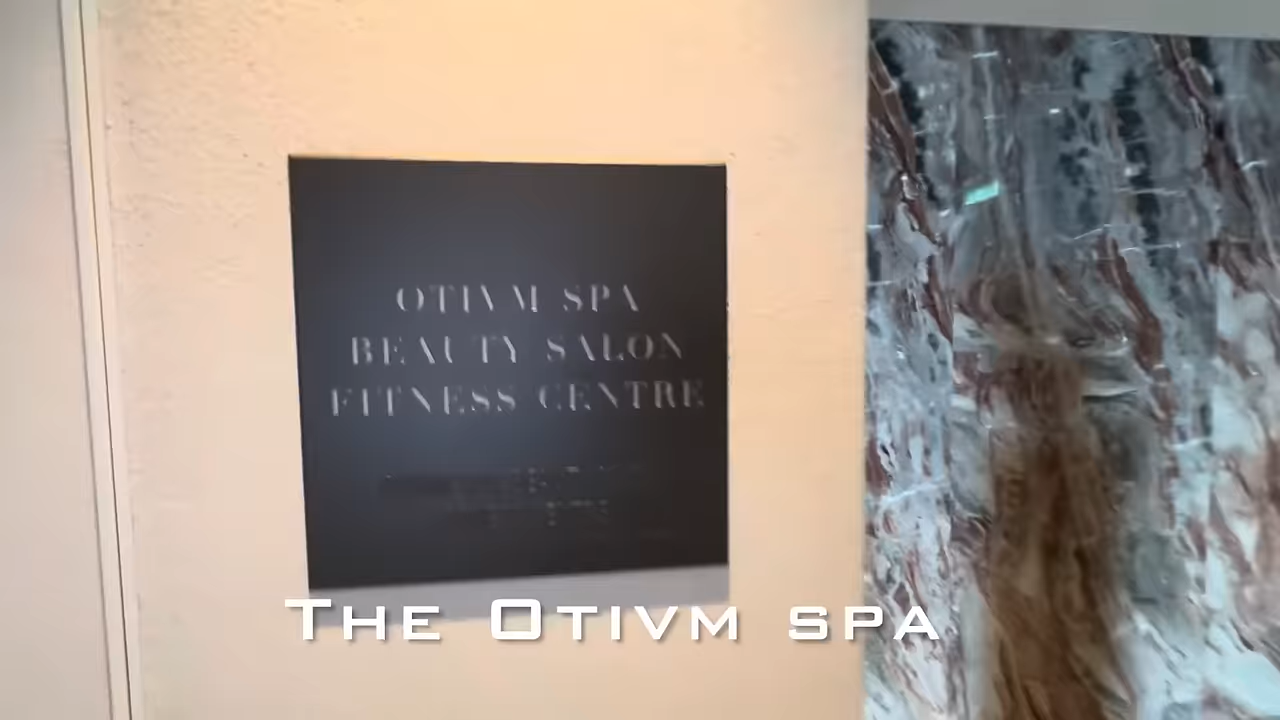 OTIVM SPA
BEAUTY SALON
FITNESS CENTRE
THE OTIVM SPA